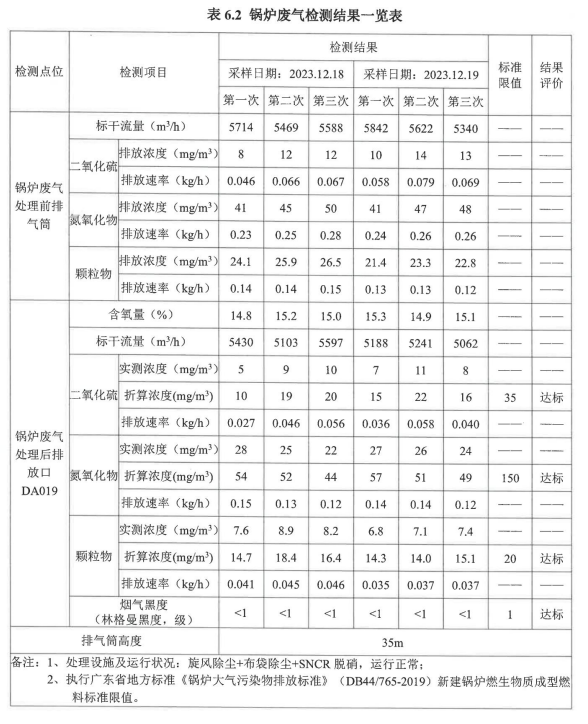 表 6.2 锅炉废气检测结果一览表
检测点位 检测项目 检测结果 标准限值 结果评价
采样日期：2023.12.18 采样日期：2023.12.19
第一次 第二次 第三次 第一次 第二次 第三次
锅炉废气处理前排气筒
标干流量（m³/h） 5714 5469 5588 5842 5622 5340 —— ——
二氧化硫 排放浓度（mg/m³） 8 12 12 10 14 13 —— ——
排放速率（kg/h） 0.046 0.066 0.067 0.058 0.079 0.069 —— ——
氮氧化物 排放浓度（mg/m³） 41 45 50 41 47 48 —— ——
排放速率（kg/h） 0.23 0.25 0.28 0.24 0.26 0.26 —— ——
颗粒物 排放浓度（mg/m³） 24.1 25.9 26.5 21.4 23.3 22.8 —— ——
排放速率（kg/h） 0.14 0.14 0.15 0.13 0.13 0.12 —— ——
锅炉废气处理后排放口 DA019
含氧量（%） 14.8 15.2 15.0 15.3 14.9 15.1 —— ——
标干流量（m³/h） 5430 5103 5597 5188 5241 5062 —— ——
二氧化硫 实测浓度（mg/m³） 5 9 10 7 11 8 —— ——
折算浓度(mg/m³) 10 19 20 15 22 16 35 达标
排放速率（kg/h） 0.027 0.046 0.056 0.036 0.058 0.040 —— ——
氮氧化物 实测浓度（mg/m³） 28 25 22 27 26 24 —— ——
折算浓度(mg/m³) 54 52 44 57 51 49 150 达标
排放速率（kg/h） 0.15 0.13 0.12 0.14 0.14 0.12 —— ——
颗粒物 实测浓度（mg/m³） 7.6 8.9 8.2 6.8 7.1 7.4 —— ——
折算浓度(mg/m³) 14.7 18.4 16.4 14.3 14.0 15.1 20 达标
排放速率（kg/h） 0.041 0.045 0.046 0.035 0.037 0.037 —— ——
烟气黑度（林格曼黑度，级） <1 <1 <1 <1 <1 <1 1 达标
排气筒高度 35m
备注：1、处理设施及运行状况：旋风除尘+布袋除尘+SNCR 脱硝，运行正常；
2、执行广东省地方标准《锅炉大气污染物排放标准》（DB44/765-2019）新建锅炉燃生物质成型燃
料标准限值。